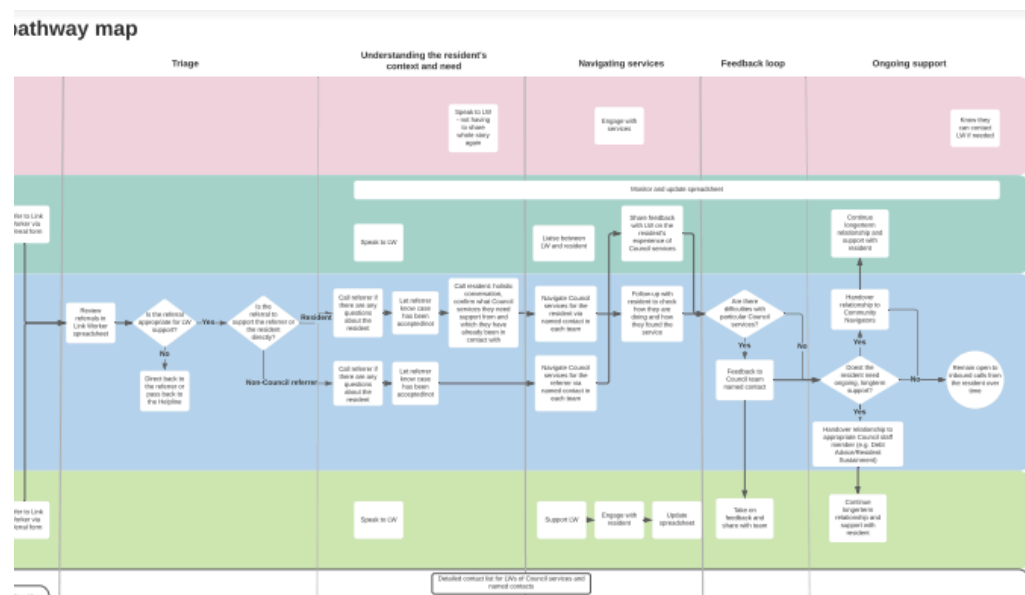 pathway map
Triage
Understanding the resident's
context and need
Navigating services
Feedback loop
Ongoing support
Speak to LW
- not having
to share
whole story
again
Engage with
services
Know they
can contact
LW if needed
Monitor and update spreadsheet
Speak to LW
Liaise between
LW and resident
Share feedback
with LW on the
resident's
experience of
Council services
Continue
longerterm
relationship and
support with
resident
Review
referrals in
Link Worker
spreadsheet
Is the referral
appropriate for LW
support?
Yes
No
Direct back to
the referrer or
pass back to
the Helpline
Is the
referral to
support the referrer or
the resident
directly?
Resident
Non-Council referrer
Call referrer if
there are any
questions
about the
resident
Let referrer
know case
has been
accepted/not
Call resident: holistic
conversation,
confirm what Council
services they need
support from and
which they have
already been in
contact with
Call referrer if
there are any
questions
about the
resident
Let referrer
know case
has been
accepted/not
Navigate Council
services for the
resident via
named contact in
each team
Follow-up with
resident to check
how they are
doing and how
they found the
service
Navigate Council
services for the
referrer via
named contact in
each team
Are there
difficulties with
particular Council
services?
Yes
No
Feedback to
Council team
named contact
Handover
relationship to
Community
Navigators
Yes
Does the
resident need
ongoing, longterm
support?
No
Remain open to
inbound calls from
the resident over
time
Yes
Handover relationship to
appropriate Council staff
member (e.g. Debt
Advice/Resident
Sustainment)
Speak to LW
Support LW
Engage with
resident
Update
spreadsheet
Take on
feedback and
share with team
Continue
longerterm
relationship and
support with
resident
Detailed contact list for LWs of Council services and
named contacts